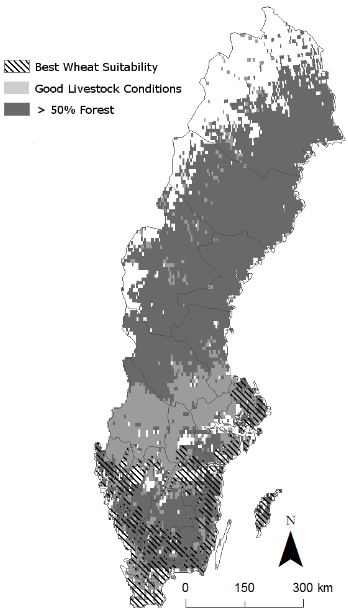 Best Wheat Suitability
Good Livestock Conditions
> 50% Forest
N
0 150 300 km